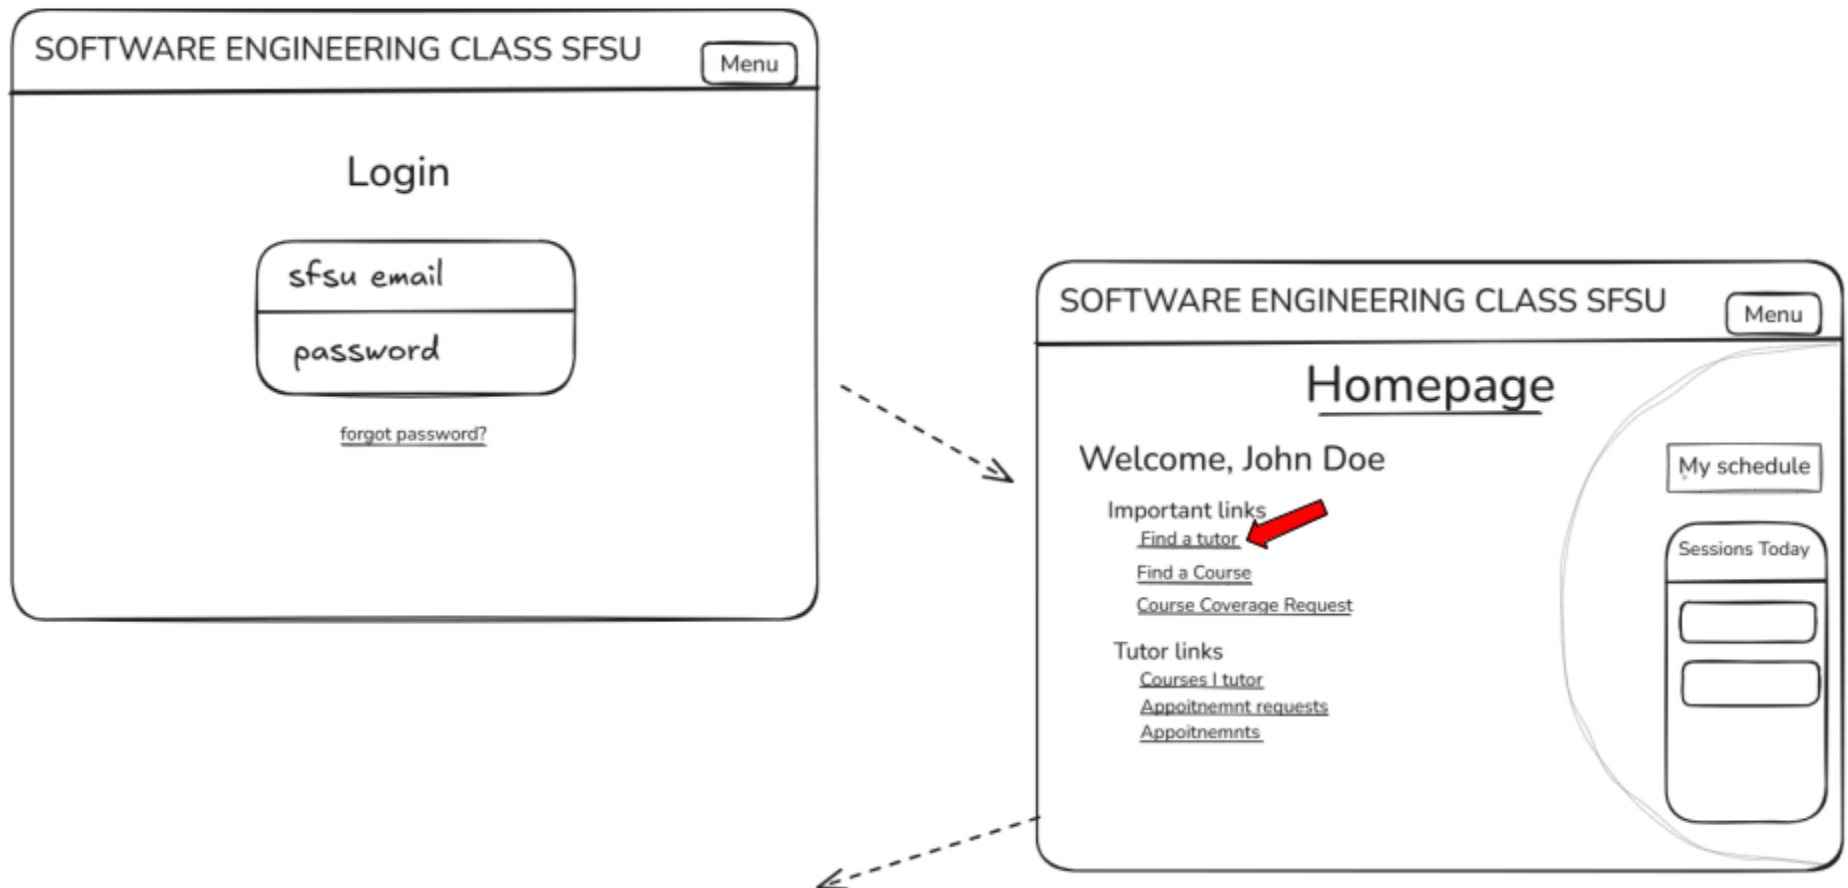 SOFTWARE ENGINEERING CLASS SFSU
Menu
Login
sfsu email
password
forgot password?
SOFTWARE ENGINEERING CLASS SFSU
Menu
Homepage
Welcome, John Doe
Important links
Find a tutor
Find a Course
Course Coverage Request
Tutor links
Courses I tutor
Appoitnemnt requests
Appoitnemnts
My schedule
Sessions Today